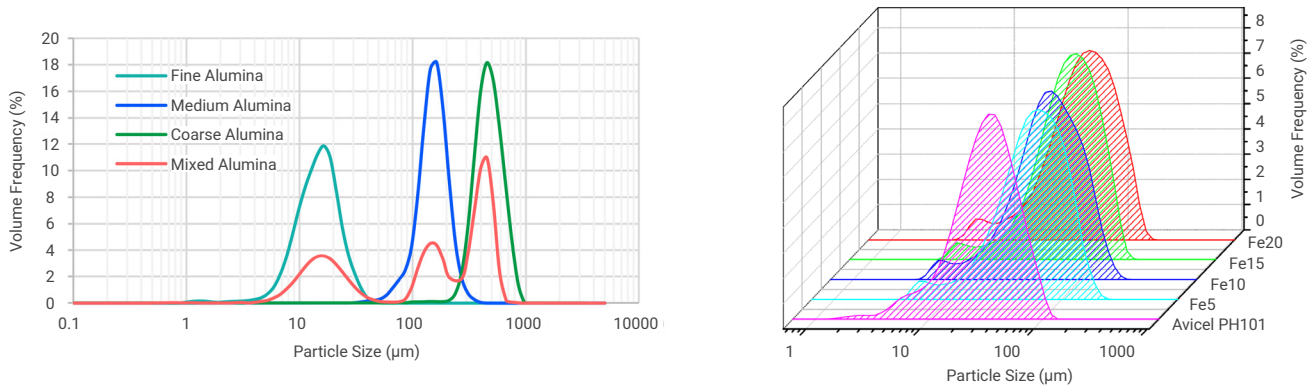 20
18
16
14
12
10
8
6
4
2
0
Volume Frequency (%)
Fine Alumina
Medium Alumina
Coarse Alumina
Mixed Alumina
0.1
1
10
100
1000
10000
Particle Size (µm)
8
7
6
5
4
3
2
1
0
Volume Frequency (%)
Fe20
Fe15
Fe10
Fe5
Avicel PH101
1
10
100
1000
Particle Size (µm)